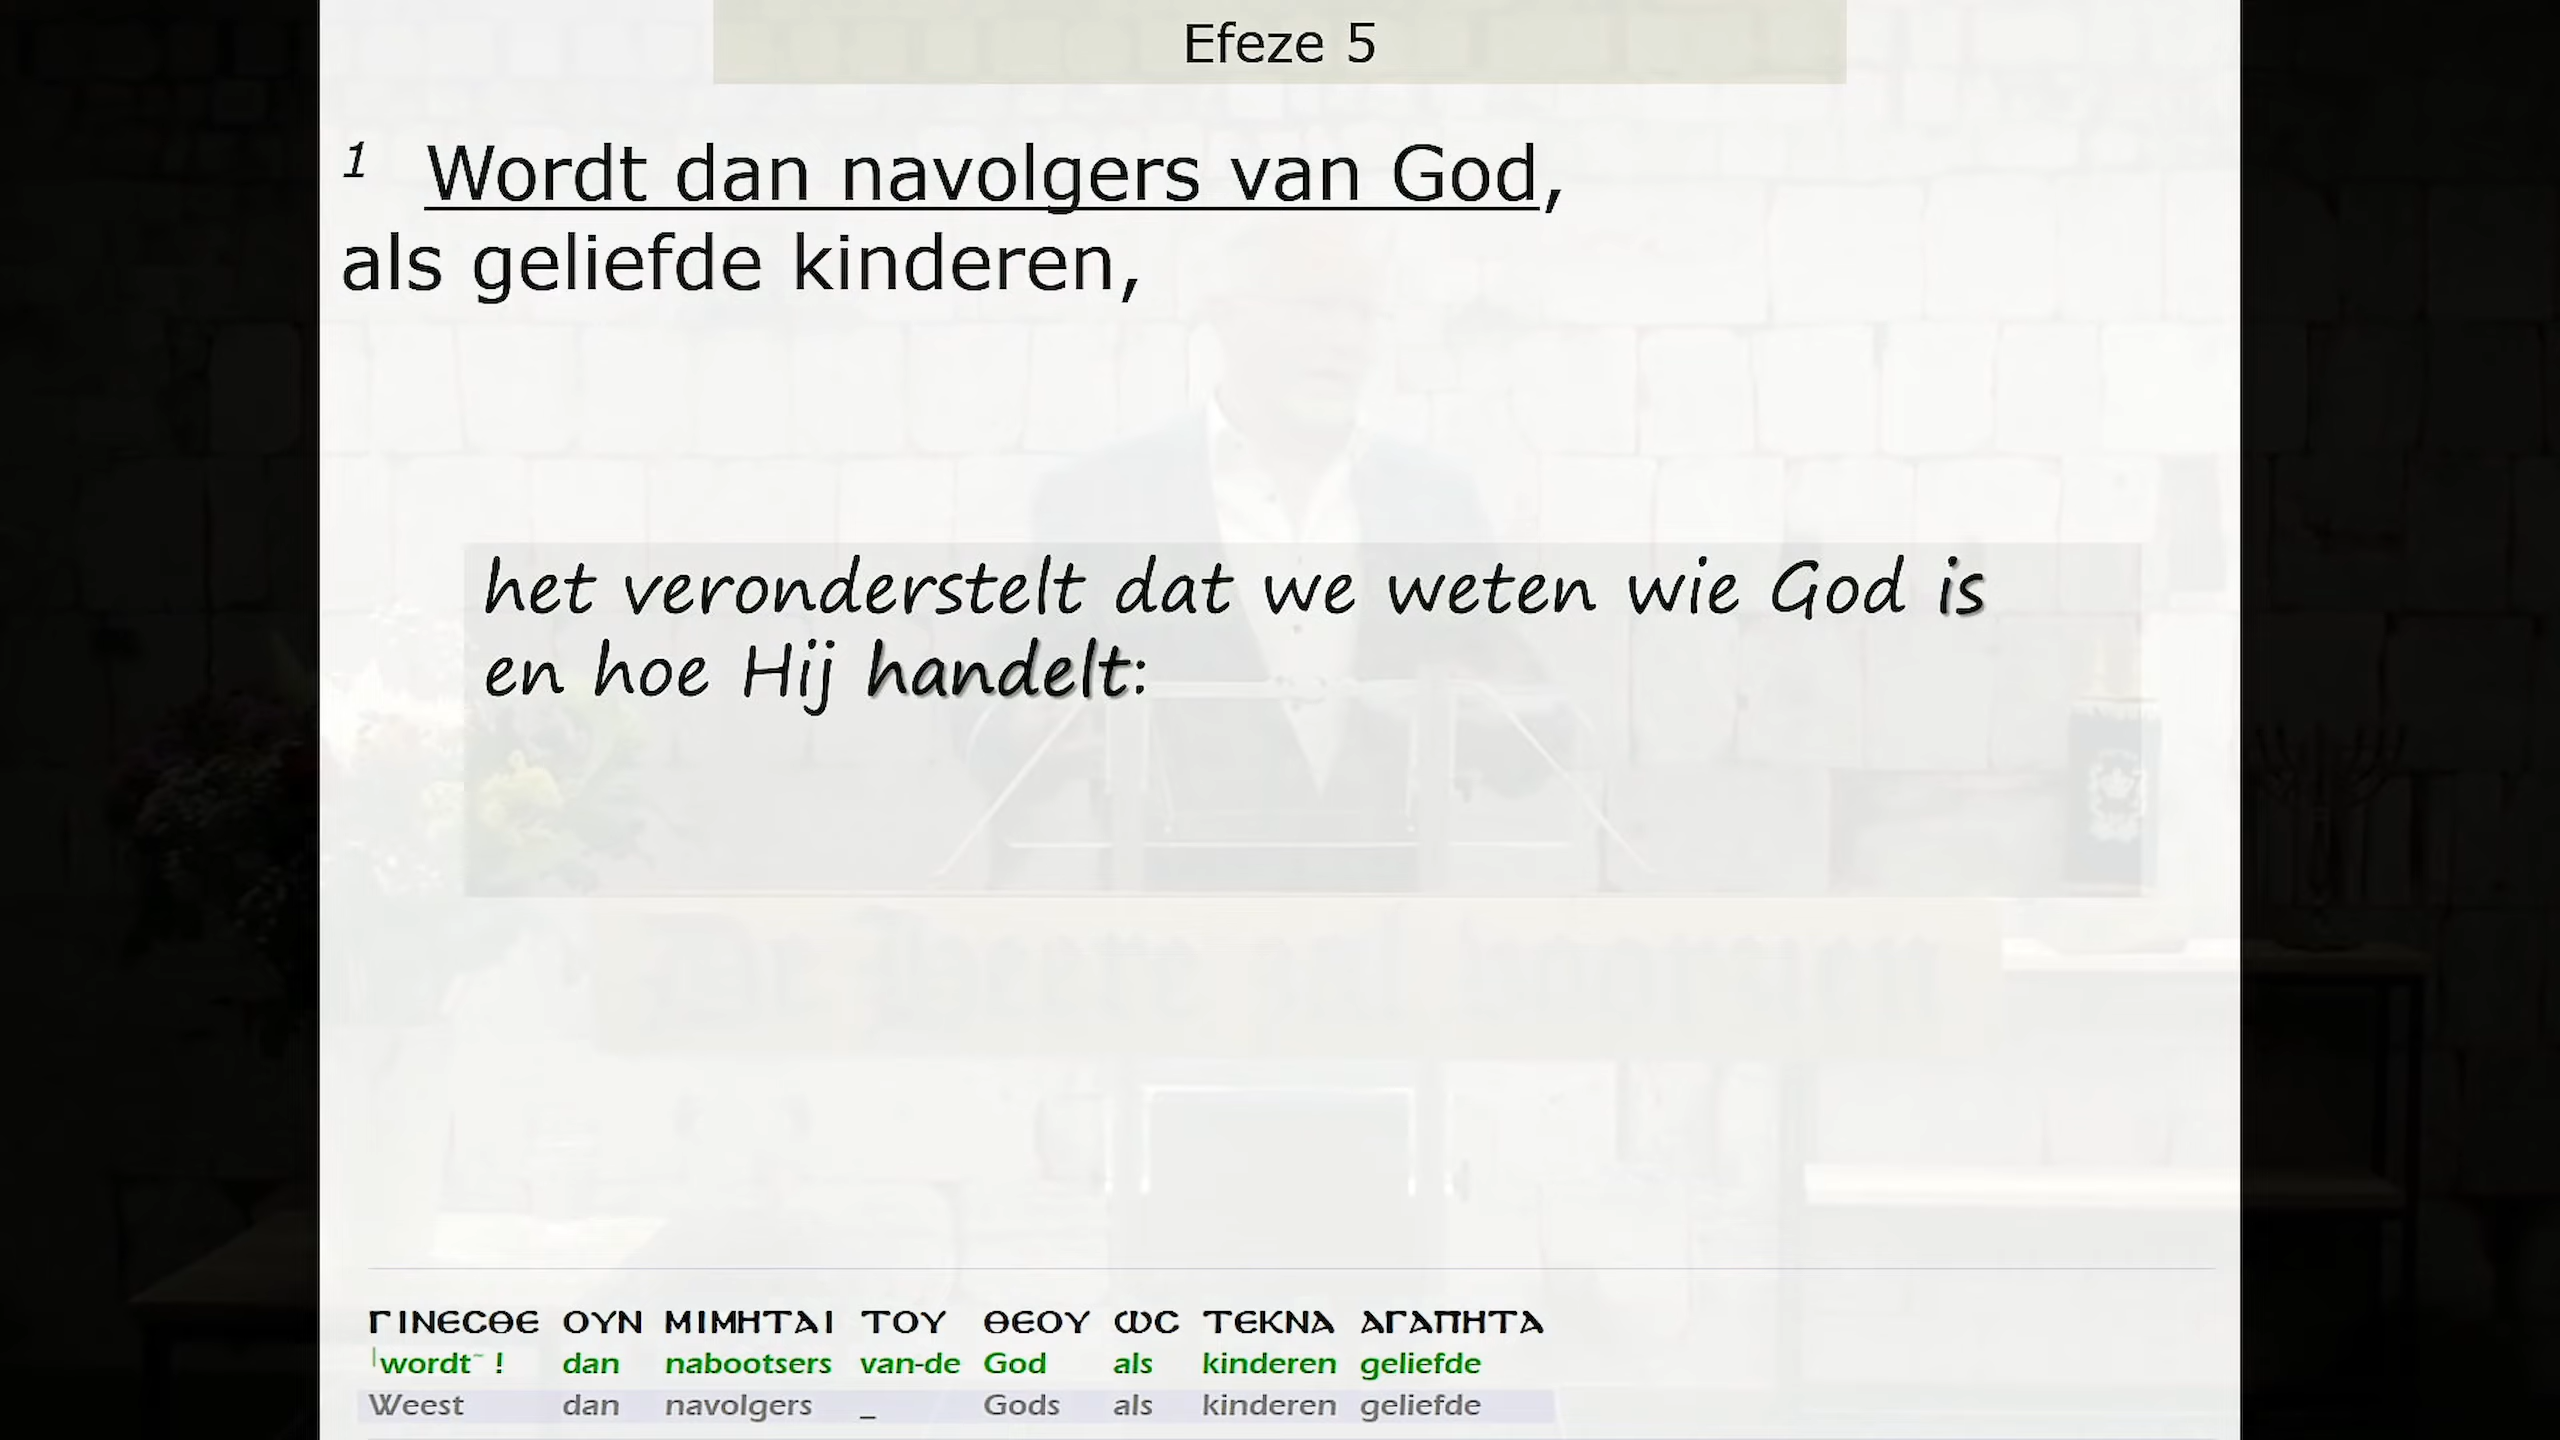 Efeze 5
1 Wordt dan navolgers van God,
als geliefde kinderen,
het veronderstelt dat we weten wie God is
en hoe Hij handelt:
ΓΙΝΕϹΘΕ ΟΥΝ ΜΙΜΗΤΑΙ ΤΟΥ ΘΕΟΥ ΩϹ ΤΕΚΝΑ ΑΓΑΠΗΤΑ
|wordt~ ! dan nabootsers van-de God als kinderen geliefde
Weest dan navolgers _ Gods als kinderen geliefde